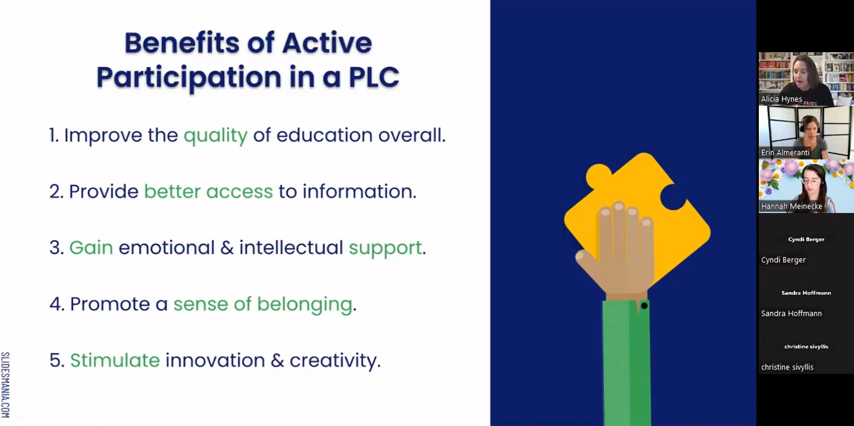 Benefits of Active
Participation in a PLC
1. Improve the quality of education overall.
2. Provide better access to information.
3. Gain emotional & intellectual support.
4. Promote a sense of belonging.
5. Stimulate innovation & creativity.
SLIDESMANIA.COM
Alicia Hynes
Erin Almeranti
Hannah Meinecke
Cyndi Berger
Cyndi Berger
Sandra Hoffmann
Sandra Hoffmann
christine sivyllis
christine sivyllis